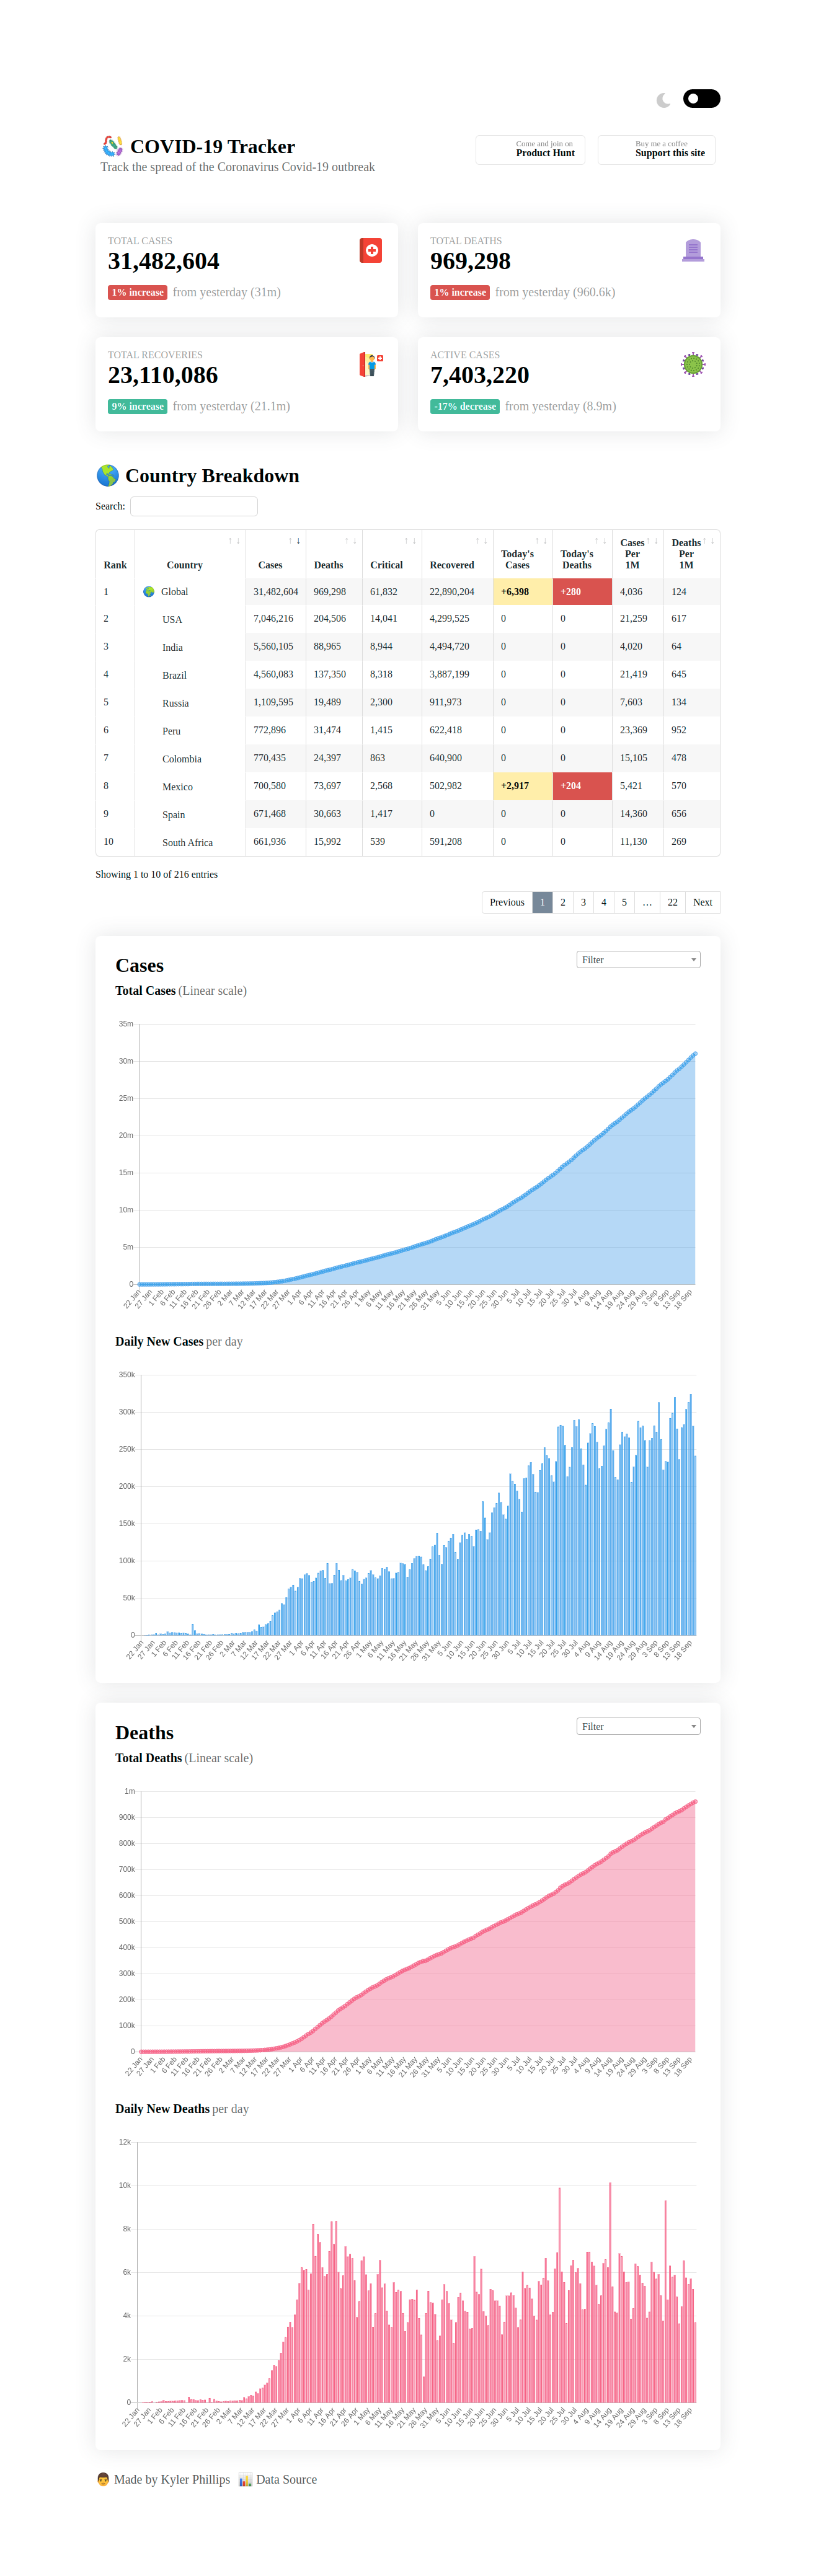 COVID-19 Tracker
Track the spread of the Coronavirus Covid-19 outbreak
Come and join on
Product Hunt
Buy me a coffee
Support this site
TOTAL CASES
31,482,604
1% increase from yesterday (31m)
TOTAL DEATHS
969,298
1% increase from yesterday (960.6k)
TOTAL RECOVERIES
23,110,086
9% increase from yesterday (21.1m)
ACTIVE CASES
7,403,220
-17% decrease from yesterday (8.9m)
Country Breakdown
Search:
Rank Country Cases Deaths Critical Recovered Today's Cases Today's Deaths Cases Per 1M Deaths Per 1M
1 Global 31,482,604 969,298 61,832 22,890,204 +6,398 +280 4,036 124
2 USA 7,046,216 204,506 14,041 4,299,525 0 0 21,259 617
3 India 5,560,105 88,965 8,944 4,494,720 0 0 4,020 64
4 Brazil 4,560,083 137,350 8,318 3,887,199 0 0 21,419 645
5 Russia 1,109,595 19,489 2,300 911,973 0 0 7,603 134
6 Peru 772,896 31,474 1,415 622,418 0 0 23,369 952
7 Colombia 770,435 24,397 863 640,900 0 0 15,105 478
8 Mexico 700,580 73,697 2,568 502,982 +2,917 +204 5,421 570
9 Spain 671,468 30,663 1,417 0 0 0 14,360 656
10 South Africa 661,936 15,992 539 591,208 0 0 11,130 269
Showing 1 to 10 of 216 entries
Previous 1 2 3 4 5 … 22 Next
Cases
Filter
Total Cases (Linear scale)
35m
30m
25m
20m
15m
10m
5m
0
22 Jan 27 Jan 1 Feb 6 Feb 11 Feb 16 Feb 21 Feb 26 Feb 2 Mar 7 Mar 12 Mar 17 Mar 22 Mar 27 Mar 1 Apr 6 Apr 11 Apr 16 Apr 21 Apr 26 Apr 1 May 6 May 11 May 16 May 21 May 26 May 31 May 5 Jun 10 Jun 15 Jun 20 Jun 25 Jun 30 Jun 5 Jul 10 Jul 15 Jul 20 Jul 25 Jul 30 Jul 4 Aug 9 Aug 14 Aug 19 Aug 24 Aug 29 Aug 3 Sep 8 Sep 13 Sep 18 Sep
Daily New Cases per day
350k
300k
250k
200k
150k
100k
50k
0
22 Jan 27 Jan 1 Feb 6 Feb 11 Feb 16 Feb 21 Feb 26 Feb 2 Mar 7 Mar 12 Mar 17 Mar 22 Mar 27 Mar 1 Apr 6 Apr 11 Apr 16 Apr 21 Apr 26 Apr 1 May 6 May 11 May 16 May 21 May 26 May 31 May 5 Jun 10 Jun 15 Jun 20 Jun 25 Jun 30 Jun 5 Jul 10 Jul 15 Jul 20 Jul 25 Jul 30 Jul 4 Aug 9 Aug 14 Aug 19 Aug 24 Aug 29 Aug 3 Sep 8 Sep 13 Sep 18 Sep
Deaths
Filter
Total Deaths (Linear scale)
1m
900k
800k
700k
600k
500k
400k
300k
200k
100k
0
22 Jan 27 Jan 1 Feb 6 Feb 11 Feb 16 Feb 21 Feb 26 Feb 2 Mar 7 Mar 12 Mar 17 Mar 22 Mar 27 Mar 1 Apr 6 Apr 11 Apr 16 Apr 21 Apr 26 Apr 1 May 6 May 11 May 16 May 21 May 26 May 31 May 5 Jun 10 Jun 15 Jun 20 Jun 25 Jun 30 Jun 5 Jul 10 Jul 15 Jul 20 Jul 25 Jul 30 Jul 4 Aug 9 Aug 14 Aug 19 Aug 24 Aug 29 Aug 3 Sep 8 Sep 13 Sep 18 Sep
Daily New Deaths per day
12k
10k
8k
6k
4k
2k
0
22 Jan 27 Jan 1 Feb 6 Feb 11 Feb 16 Feb 21 Feb 26 Feb 2 Mar 7 Mar 12 Mar 17 Mar 22 Mar 27 Mar 1 Apr 6 Apr 11 Apr 16 Apr 21 Apr 26 Apr 1 May 6 May 11 May 16 May 21 May 26 May 31 May 5 Jun 10 Jun 15 Jun 20 Jun 25 Jun 30 Jun 5 Jul 10 Jul 15 Jul 20 Jul 25 Jul 30 Jul 4 Aug 9 Aug 14 Aug 19 Aug 24 Aug 29 Aug 3 Sep 8 Sep 13 Sep 18 Sep
Made by Kyler Phillips Data Source